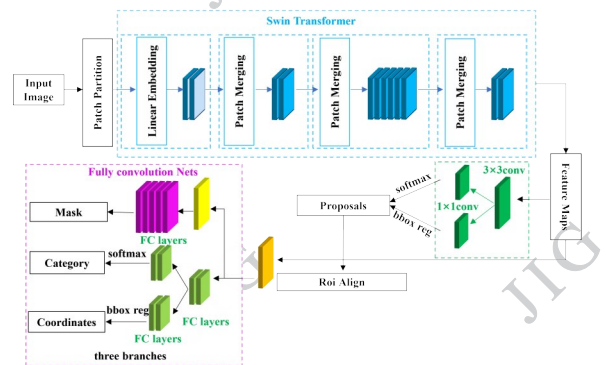 Swin Transformer
Input
Image
Patch Partition
Linear Embedding
Patch Merging
Patch Merging
Patch Merging
Fully convolution Nets
Mask
FC layers
softmax
Category
bbox reg
Coordinates
FC layers
FC layers
three branches
Proposals
softmax
bbox reg
1×1conv
3×3conv
Feature Maps
Roi Align
JIG